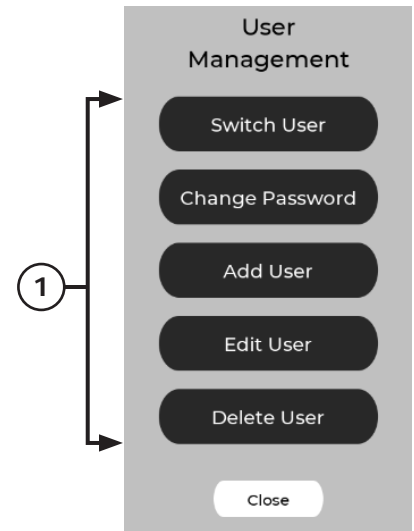 User
Management
Switch User
Change Password
1
Add User
Edit User
Delete User
Close